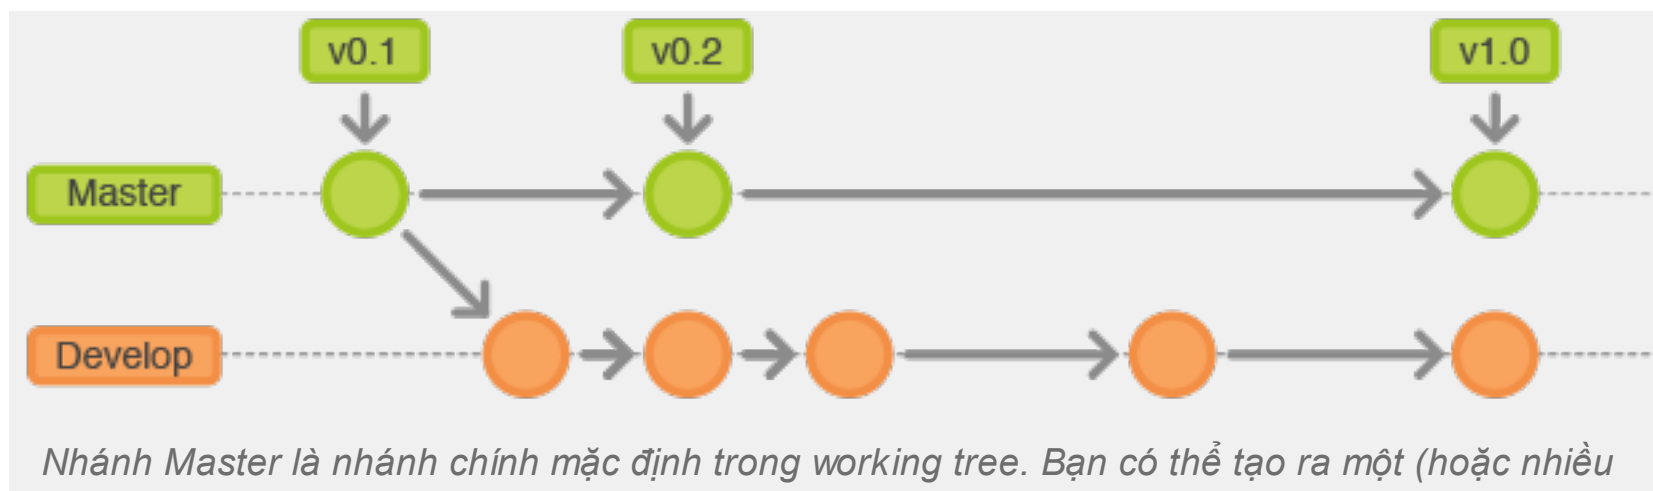 v0.1 v0.2 v1.0
Master
Develop
Nhánh Master là nhánh chính mặc định trong working tree. Bạn có thể tạo ra một (hoặc nhiều